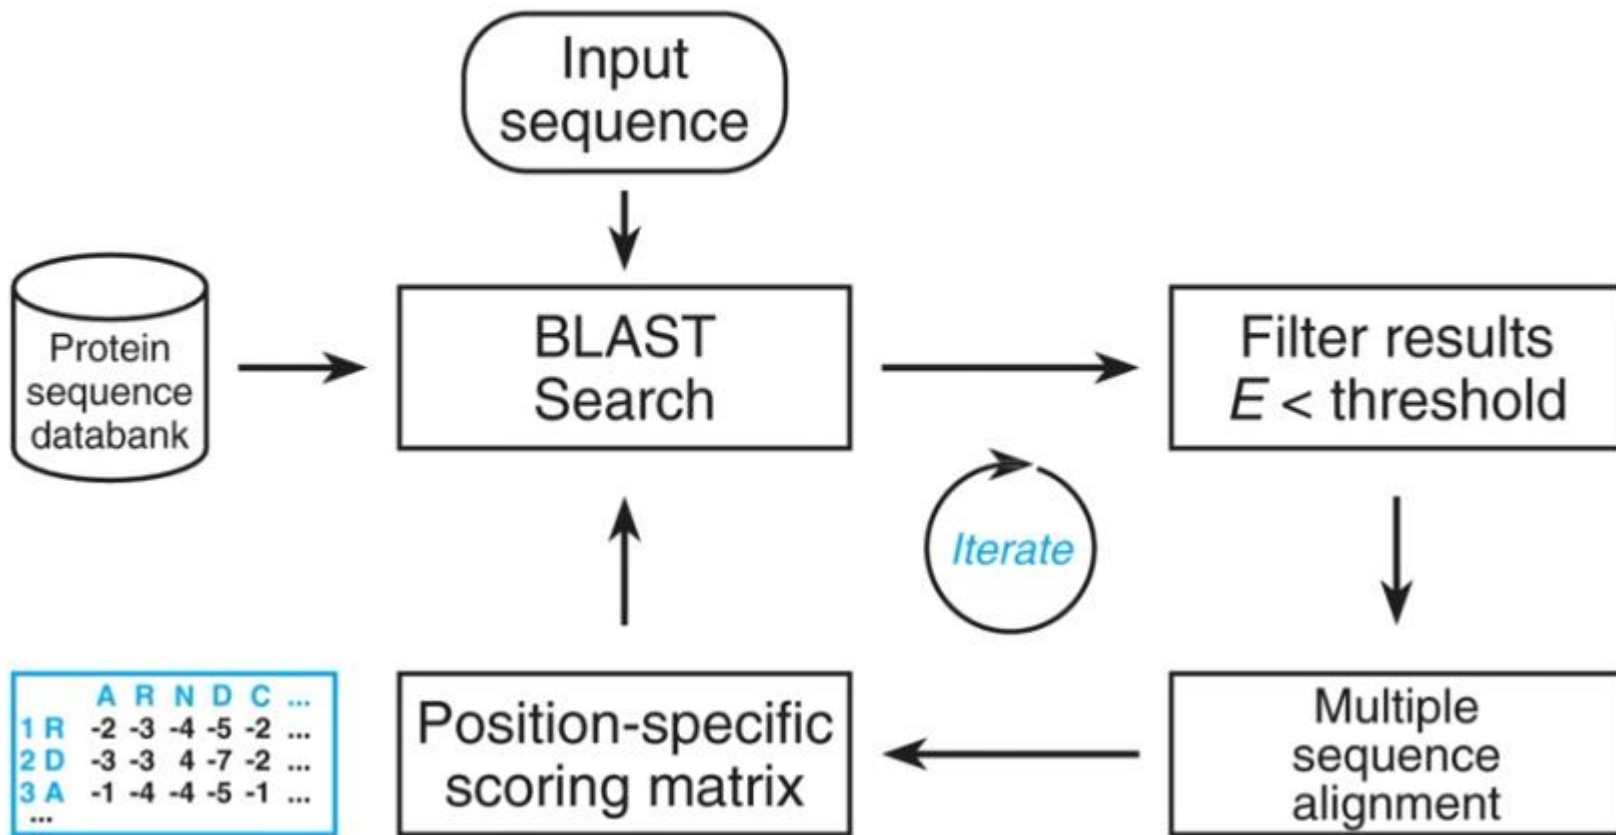 Input
sequence
Protein
sequence
databank
BLAST
Search
Filter results
E < threshold
Iterate
A R N D C ...
1 R -2 -3 -4 -5 -2 ...
2 D -3 -3 4 -7 -2 ...
3 A -1 -4 -4 -5 -1 ...
...
Position-specific
scoring matrix
Multiple
sequence
alignment